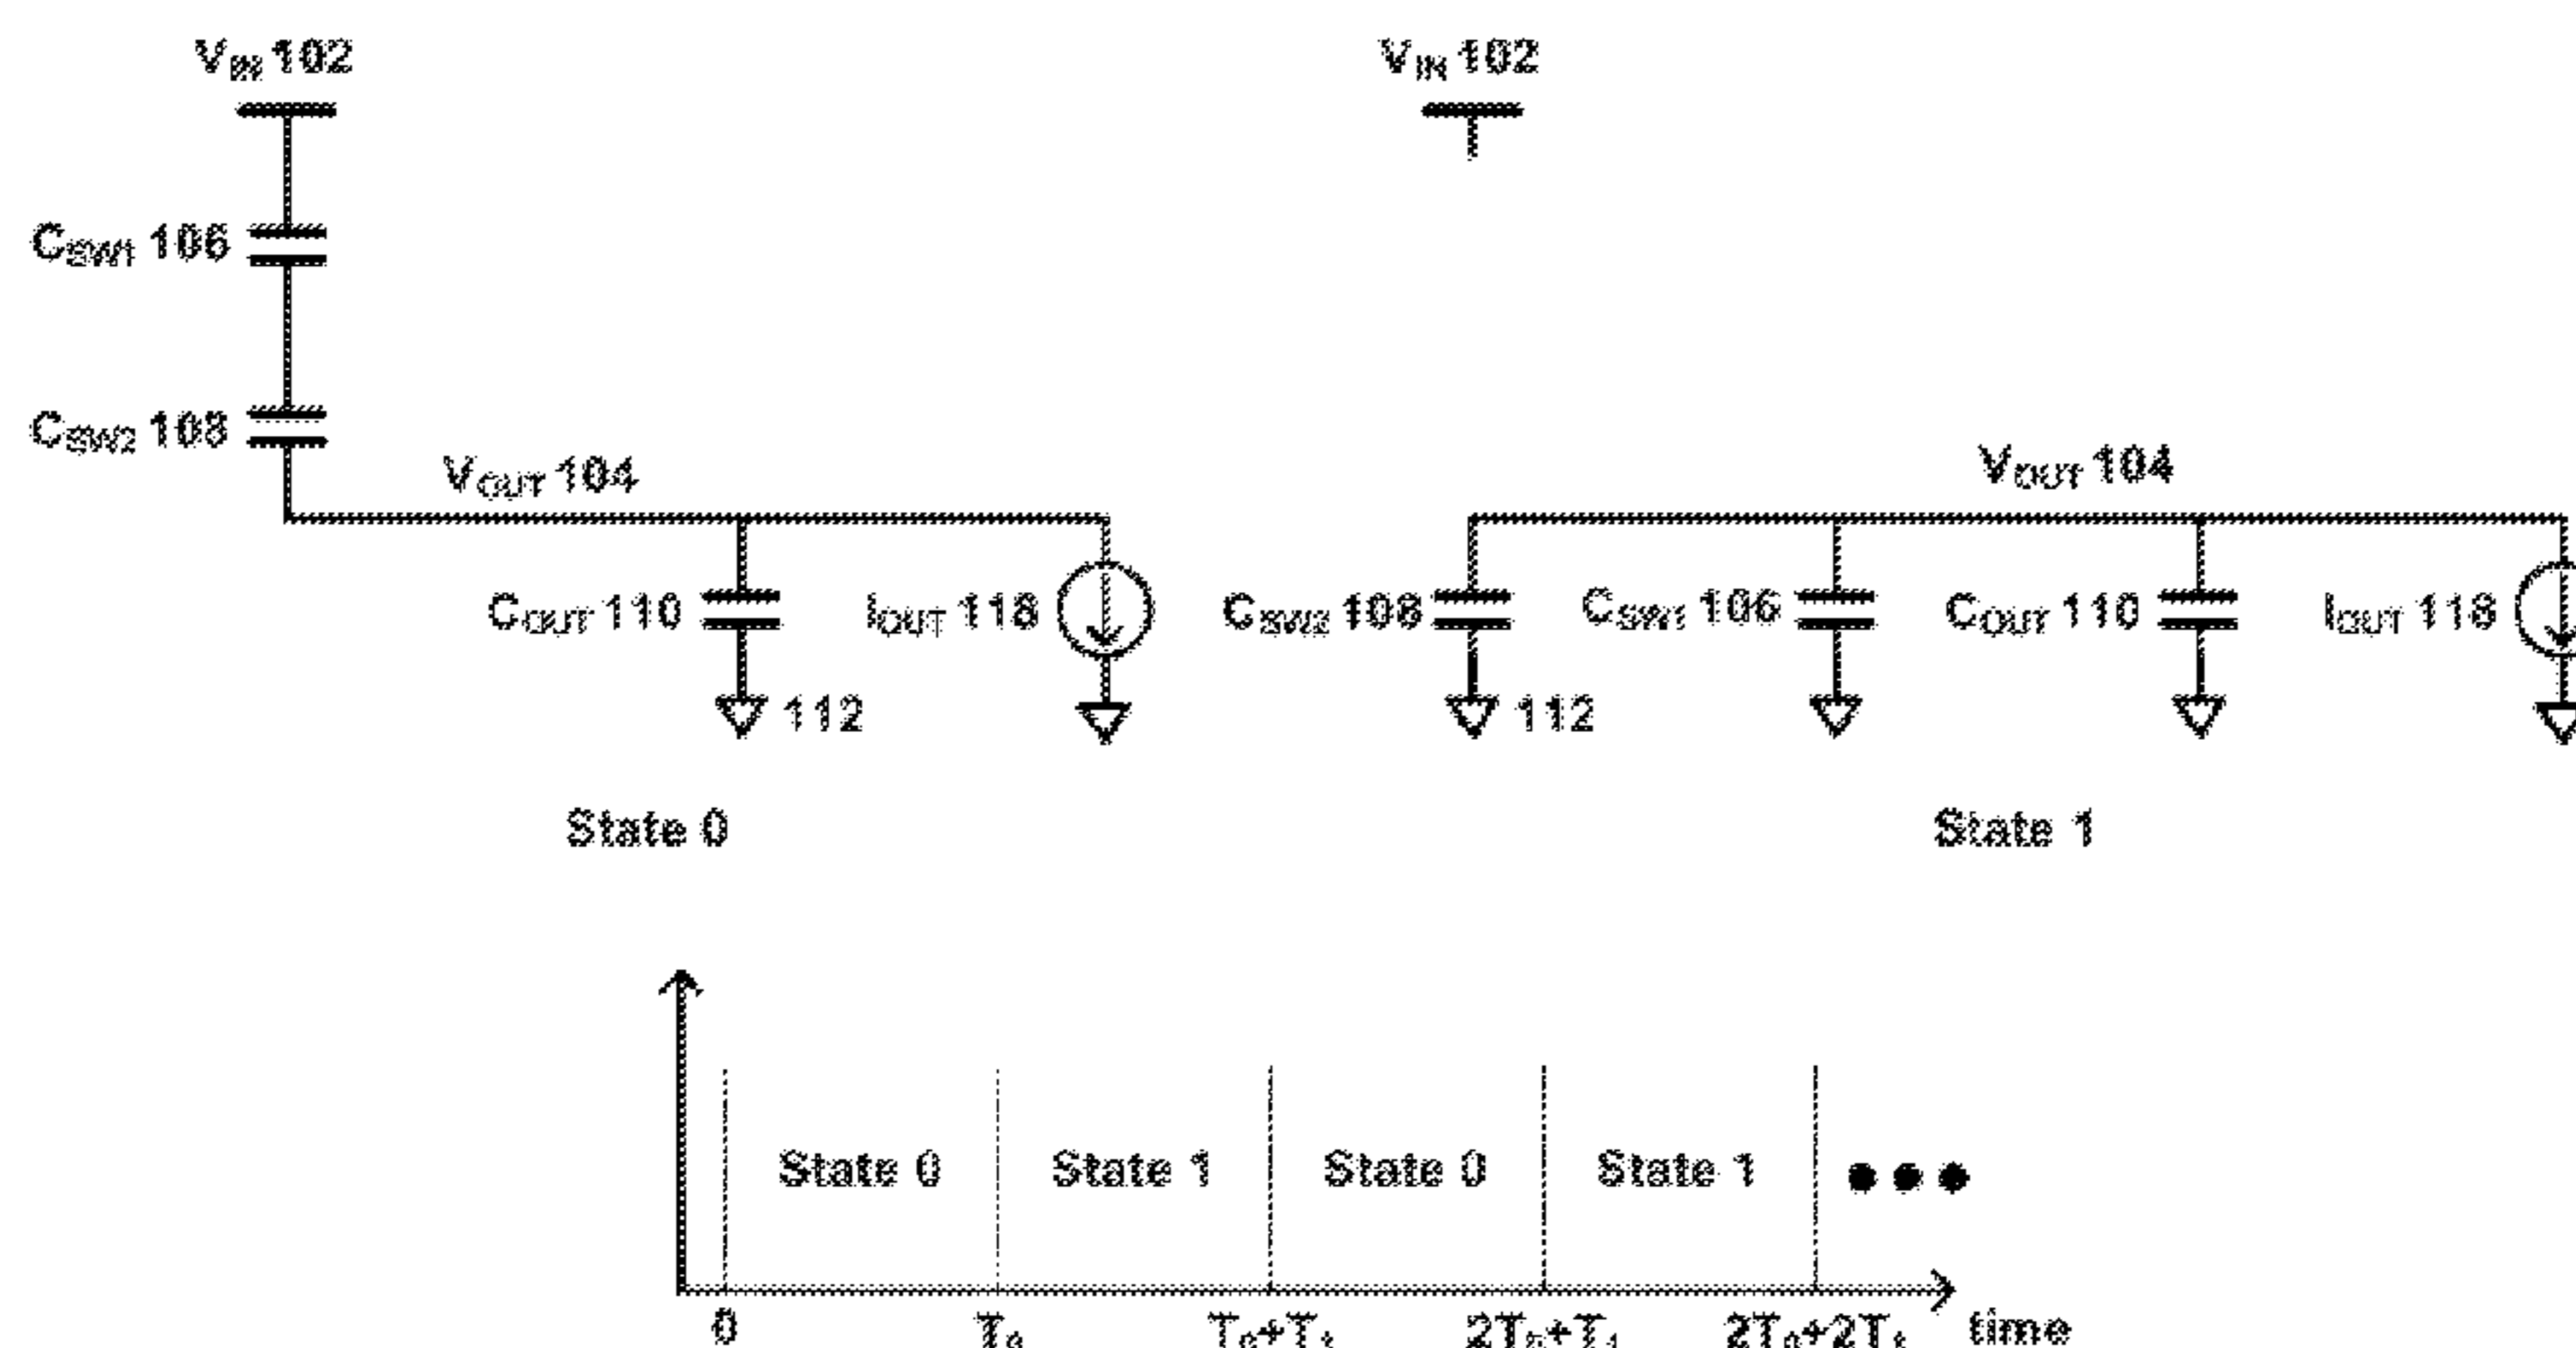 V_IN 102
V_IN 102
C_SW1 106
C_SW2 108
V_OUT 104
V_OUT 104
C_OUT 110
I_OUT 118
C_SW2 108
C_SW1 106
C_OUT 110
I_OUT 118
112
112
State 0
State 1
State 0
State 1
State 0
State 1
0
T_0
T_0+T_1
2T_0+T_1
2T_0+2T_1
time